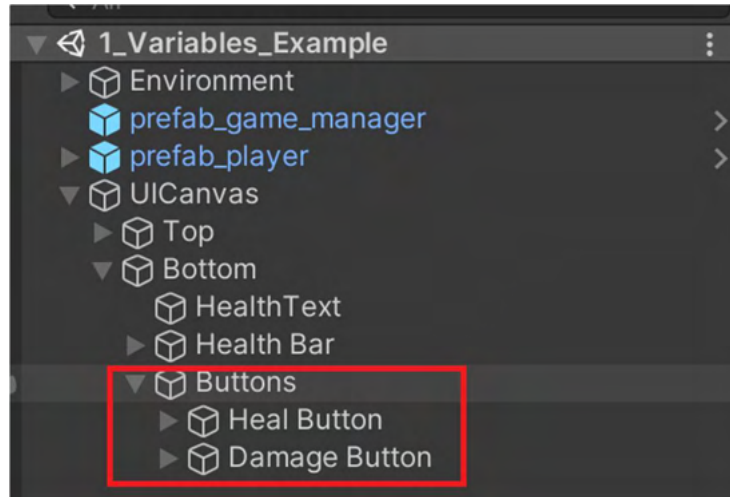 1_Variables_Example
Environment
prefab_game_manager
prefab_player
UICanvas
Top
Bottom
HealthText
Health Bar
Buttons
Heal Button
Damage Button